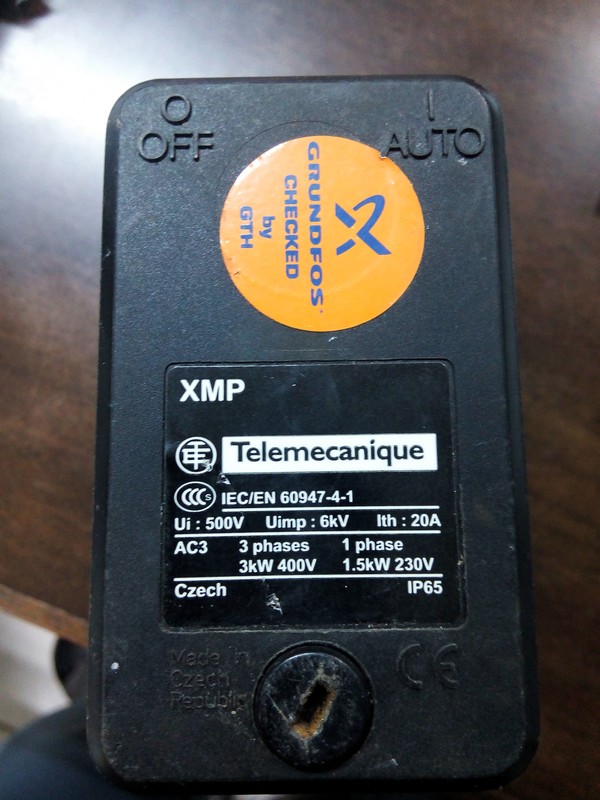 O I
OFF AUTO
GRUNDFOS
CHECKED
by
GTH
XMP
Telemecanique
CCC S IEC/EN 60947-4-1
Ui : 500V Uimp : 6kV Ith : 20A
AC3 3 phases 1 phase
3kW 400V 1.5kW 230V
Czech IP65
Made in
Czech
Republic
CE